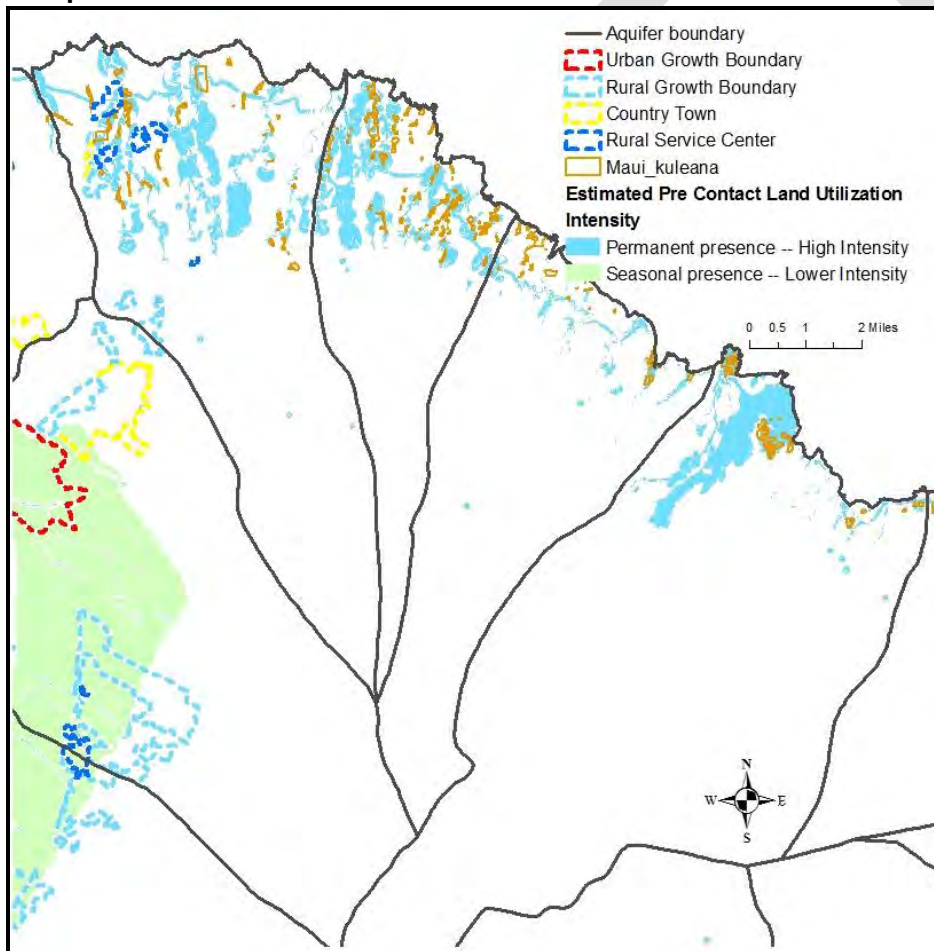 Aquifer boundary
Urban Growth Boundary
Rural Growth Boundary
Country Town
Rural Service Center
Maui_kuleana
Estimated Pre Contact Land Utilization
Intensity
Permanent presence -- High Intensity
Seasonal presence -- Lower Intensity
0 0.5 1 2 Miles
N
W E
S